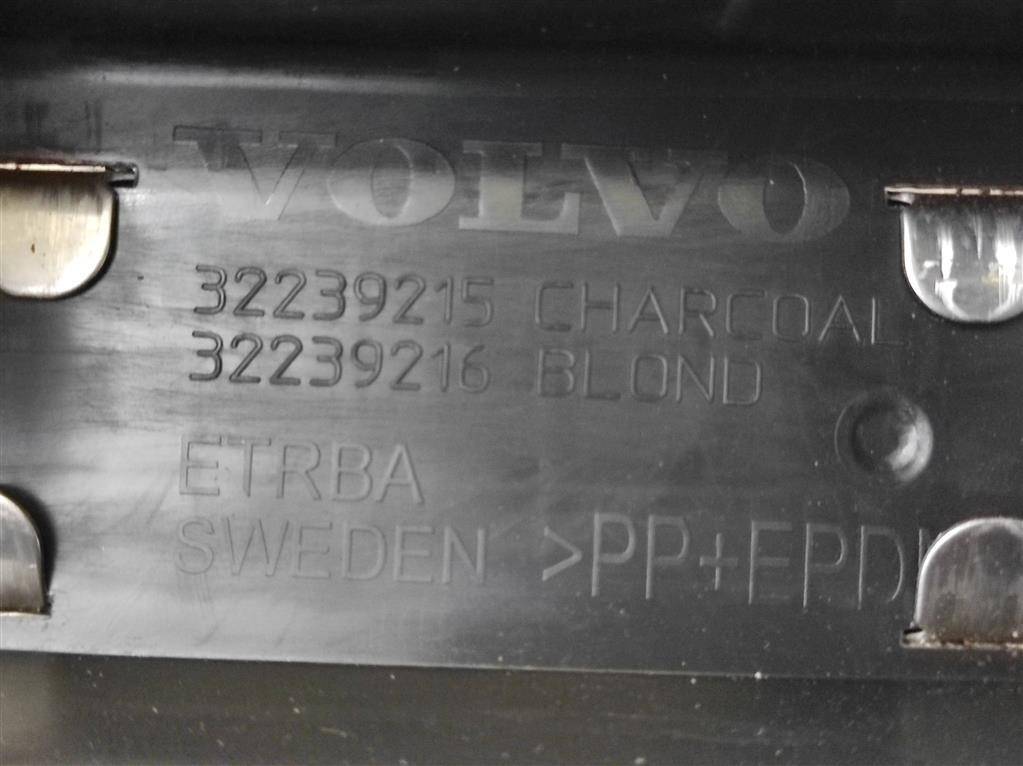 VOLVO
32239215 CHARCOAL
32239216 BLOND
ETRBA
SWEDEN >PP+EPD